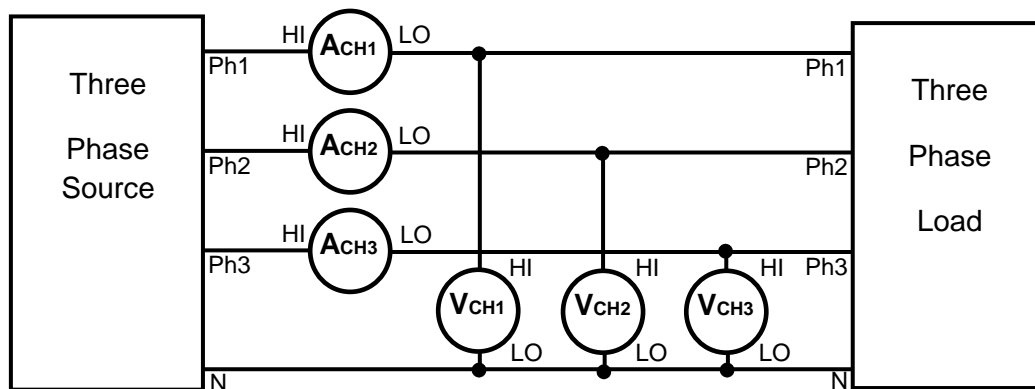 Three
Phase
Source
HI ACH1 LO
Ph1 Ph1
HI ACH2 LO
Ph2 Ph2
HI ACH3 LO
Ph3 Ph3
HI HI HI
VCH1 VCH2 VCH3
LO LO LO
N N
Three
Phase
Load